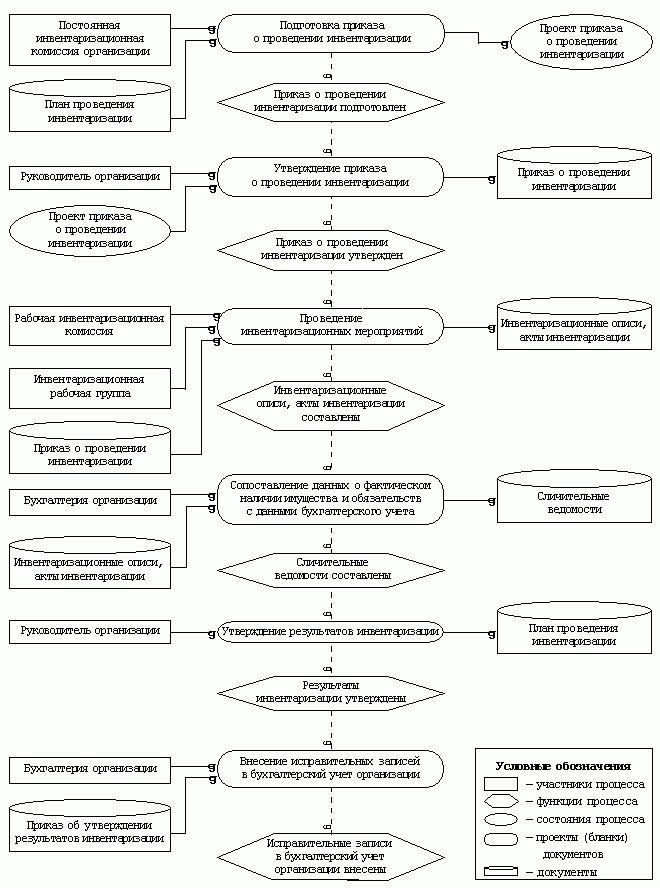 Постоянная
инвентаризационная
комиссия организации
Подготовка приказа
о проведении инвентаризации
Проект приказа
о проведении
инвентаризации
План проведения
инвентаризации
Приказ о проведении
инвентаризации подготовлен
Руководитель организации
Утверждение приказа
о проведении инвентаризации
Приказ о проведении
инвентаризации
Проект приказа
о проведении
инвентаризации
Приказ о проведении
инвентаризации утвержден
Рабочая инвентаризационная
комиссия
Проведение
инвентаризационных мероприятий
Инвентаризационные описи,
акты инвентаризации
Инвентаризационная
рабочая группа
Инвентаризационные
описи, акты инвентаризации
составлены
Приказ о проведении
инвентаризации
Бухгалтерия организации
Сопоставление данных о фактическом
наличии имущества и обязательств
с данными бухгалтерского учета
Сличительные
ведомости
Инвентаризационные описи,
акты инвентаризации
Сличительные
ведомости составлены
Руководитель организации
Утверждение результатов инвентаризации
План проведения
инвентаризации
Результаты
инвентаризации утверждены
Бухгалтерия организации
Внесение исправительных записей
в бухгалтерский учет организации
Приказ об утверждении
результатов инвентаризации
Исправительные записи
в бухгалтерский учет
организации внесены
Условные обозначения
– участники процесса
– функции процесса
– состояния процесса
– проекты (бланки)
документов
– документы